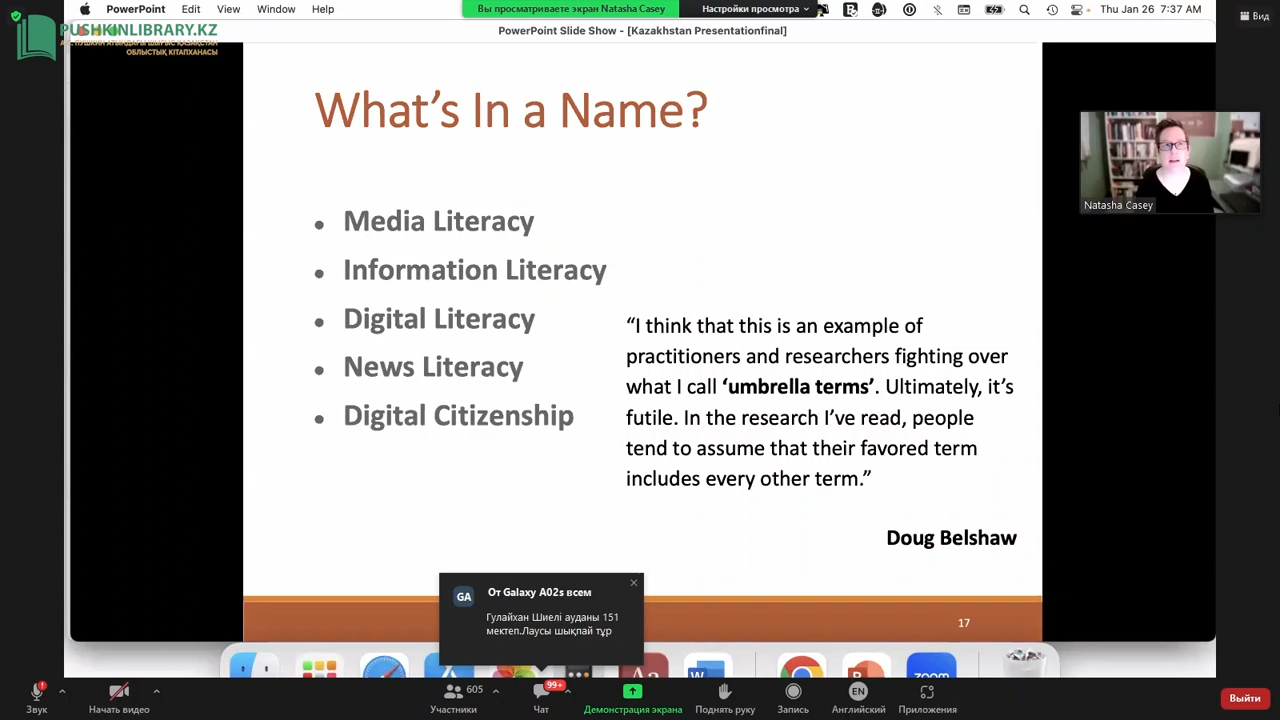 PowerPoint Edit View Window Help
Вы просматриваете экран Natasha Casey
Настройки просмотра
Thu Jan 26 7:37 AM
Вид
PUSHKINLIBRARY.KZ
ОБЛЫСТЫҚ КІТАПХАНАСЫ
PowerPoint Slide Show - [Kazakhstan Presentationfinal]
What's In a Name?
• Media Literacy
• Information Literacy
• Digital Literacy
• News Literacy
• Digital Citizenship
“I think that this is an example of
practitioners and researchers fighting over
what I call ‘umbrella terms’. Ultimately, it’s
futile. In the research I’ve read, people
tend to assume that their favored term
includes every other term.”
Doug Belshaw
17
Natasha Casey
GA
От Galaxy A02s всем
Гулайхан Шиелі ауданы 151
мектеп.Лаусы шықпай тұр
Звук
Начать видео
605
Участники
99+
Чат
Демонстрация экрана
Поднять руку
Запись
EN
Английский
Приложения
Выйти